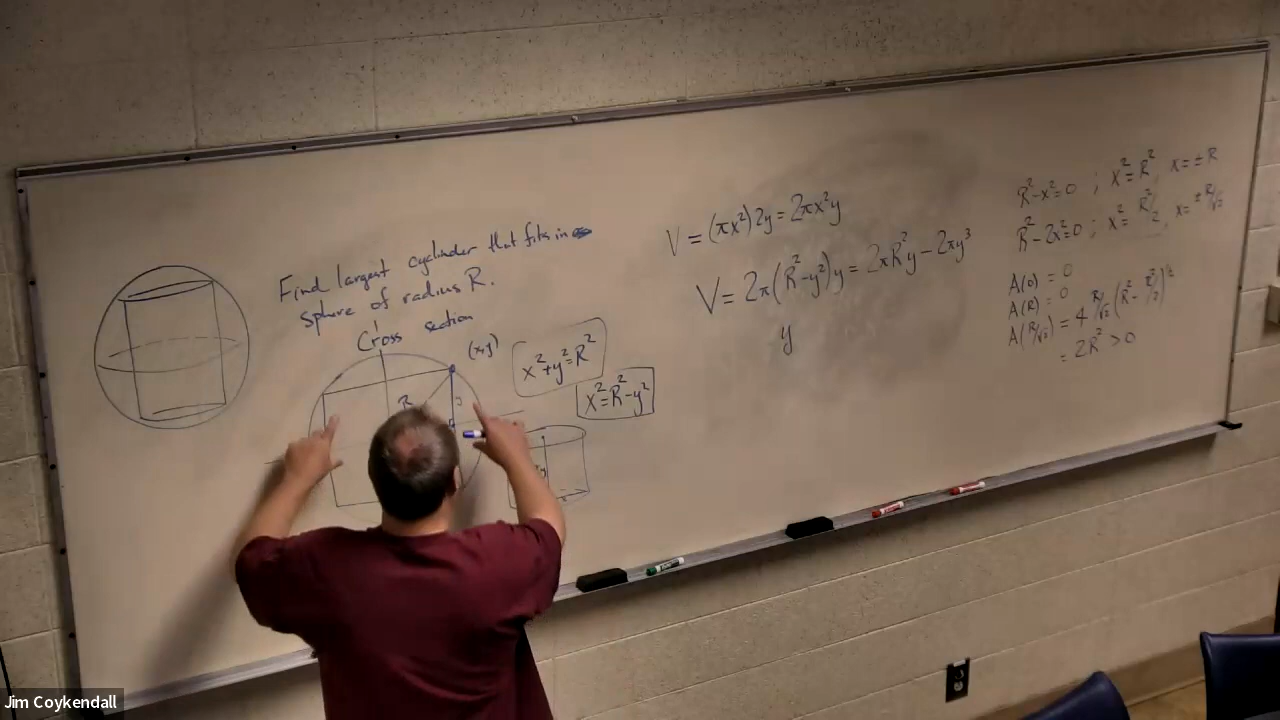 Find largest cylinder that fits in
sphere of radius R.
Cross section
(x,y)
R
x²+y²=R²
x²=R²-y²
V=(πx²)2y=2πx²y
V=2π(R²-y²)y=2πR²y-2πy³
y
R²-x²=0 ; x²=R², x=±R
R²-2x²=0 ; x²=R²/2, x=±R/√2
A(0)=0
A(R)=0
A(R/√2)=4 R/√2 (R²-R²/2)^½
=2R²>0
Jim Coykendall